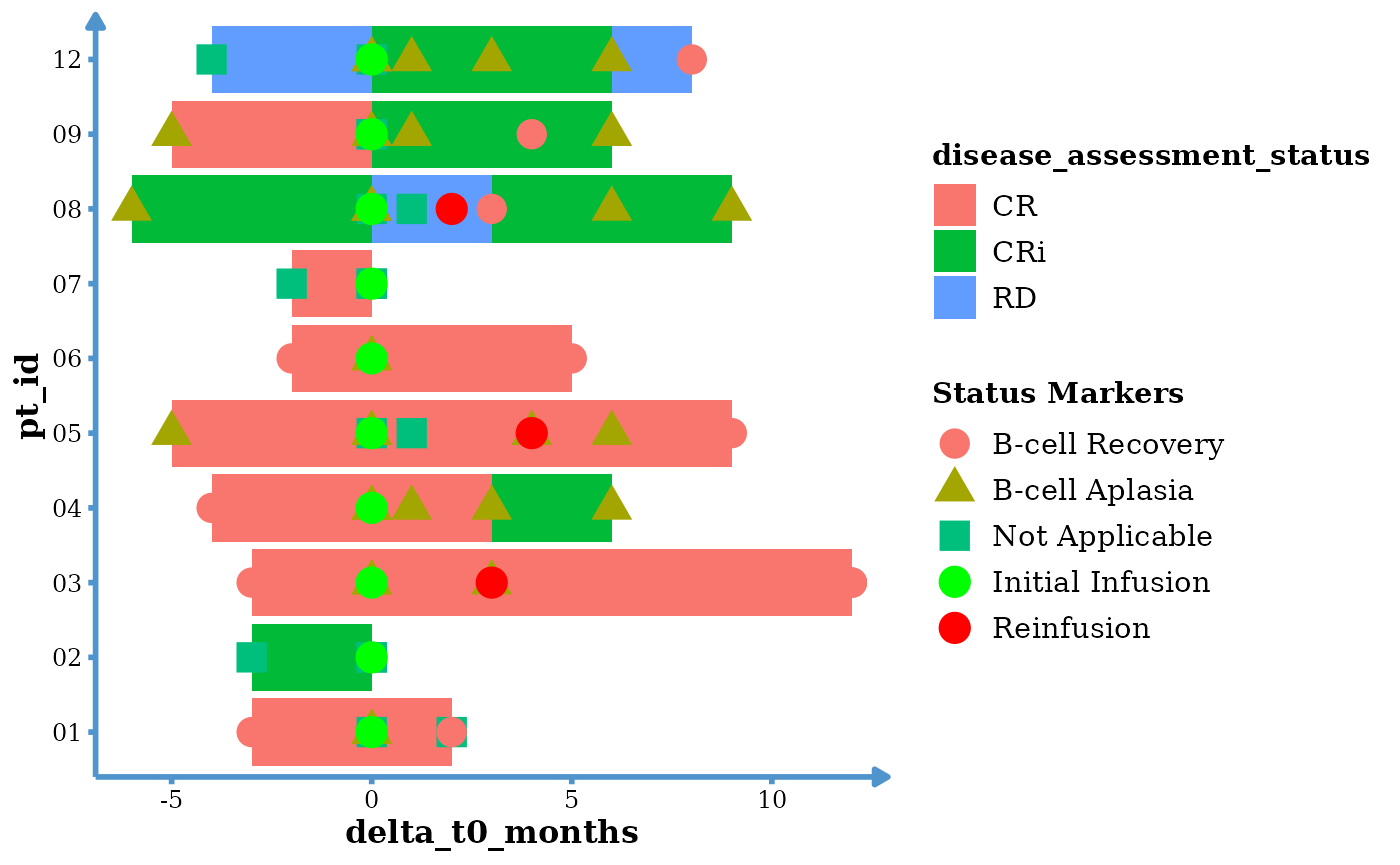 pt_id
12
09
08
07
06
05
04
03
02
01
-5
0
5
10
delta_t0_months
disease_assessment_status
CR
CRi
RD
Status Markers
B-cell Recovery
B-cell Aplasia
Not Applicable
Initial Infusion
Reinfusion